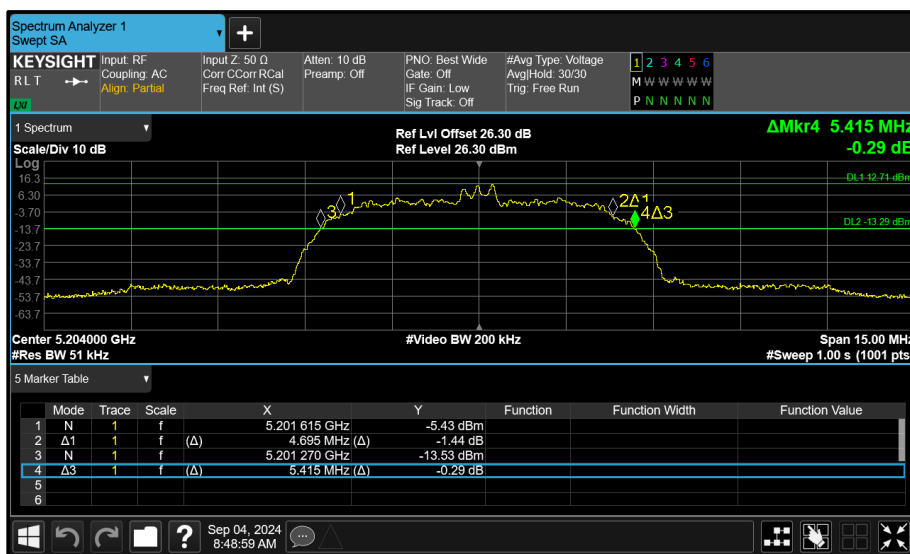 Spectrum Analyzer 1
Swept SA
KEYSIGHT
RLT
LXI
Input: RF
Coupling: AC
Align: Partial
Input Z: 50 Ω
Corr CCorr RCal
Freq Ref: Int (S)
Atten: 10 dB
Preamp: Off
PNO: Best Wide
Gate: Off
IF Gain: Low
Sig Track: Off
#Avg Type: Voltage
Avg|Hold: 30/30
Trig: Free Run
1 2 3 4 5 6
M W W W W W
P N N N N N
1 Spectrum
Scale/Div 10 dB
Ref Lvl Offset 26.30 dB
Ref Level 26.30 dBm
ΔMkr4 5.415 MHz
-0.29 dB
Log
16.3
6.30
-3.70
-13.7
-23.7
-33.7
-43.7
-53.7
-63.7
DL1 12.71 dBm
DL2 -13.29 dBm
3
1
2Δ1
4Δ3
Center 5.204000 GHz
#Res BW 51 kHz
#Video BW 200 kHz
Span 15.00 MHz
#Sweep 1.00 s (1001 pts
5 Marker Table
Mode Trace Scale X Y Function Function Width Function Value
1 N 1 f 5.201 615 GHz -5.43 dBm
2 Δ1 1 f (Δ) 4.695 MHz (Δ) -1.44 dB
3 N 1 f 5.201 270 GHz -13.53 dBm
4 Δ3 1 f (Δ) 5.415 MHz (Δ) -0.29 dB
5
6
?
Sep 04, 2024
8:48:59 AM